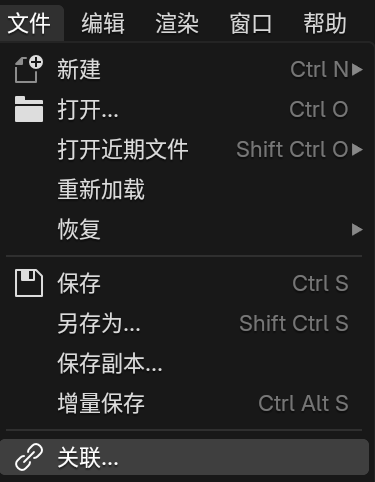 文件 编辑 渲染 窗口 帮助
新建 Ctrl N
打开... Ctrl O
打开近期文件 Shift Ctrl O
重新加载
恢复
保存 Ctrl S
另存为... Shift Ctrl S
保存副本...
增量保存 Ctrl Alt S
关联...